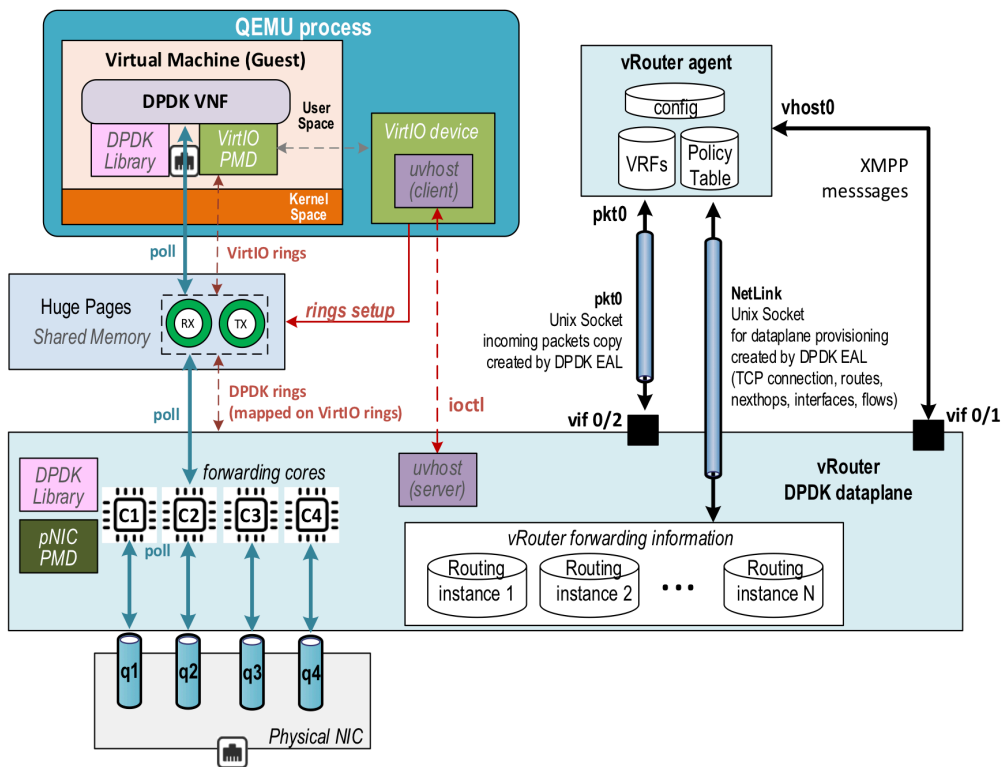 QEMU process
Virtual Machine (Guest)
DPDK VNF
User
Space
DPDK
Library
VirtIO
PMD
VirtIO device
uvhost
(client)
Kernel
Space
poll
VirtIO rings
Huge Pages
Shared Memory
RX
TX
rings setup
poll
DPDK rings
(mapped on VirtIO rings)
ioctl
vRouter agent
config
VRFs
Policy
Table
vhost0
XMPP
messsages
pkt0
pkt0
Unix Socket
incoming packets copy
created by DPDK EAL
NetLink
Unix Socket
for dataplane provisioning
created by DPDK EAL
(TCP connection, routes,
nexthops, interfaces, flows)
vif 0/2
vif 0/1
DPDK
Library
pNIC
PMD
forwarding cores
C1
C2
C3
C4
poll
uvhost
(server)
vRouter
DPDK dataplane
vRouter forwarding information
Routing
instance 1
Routing
instance 2
...
Routing
instance N
q1
q2
q3
q4
Physical NIC